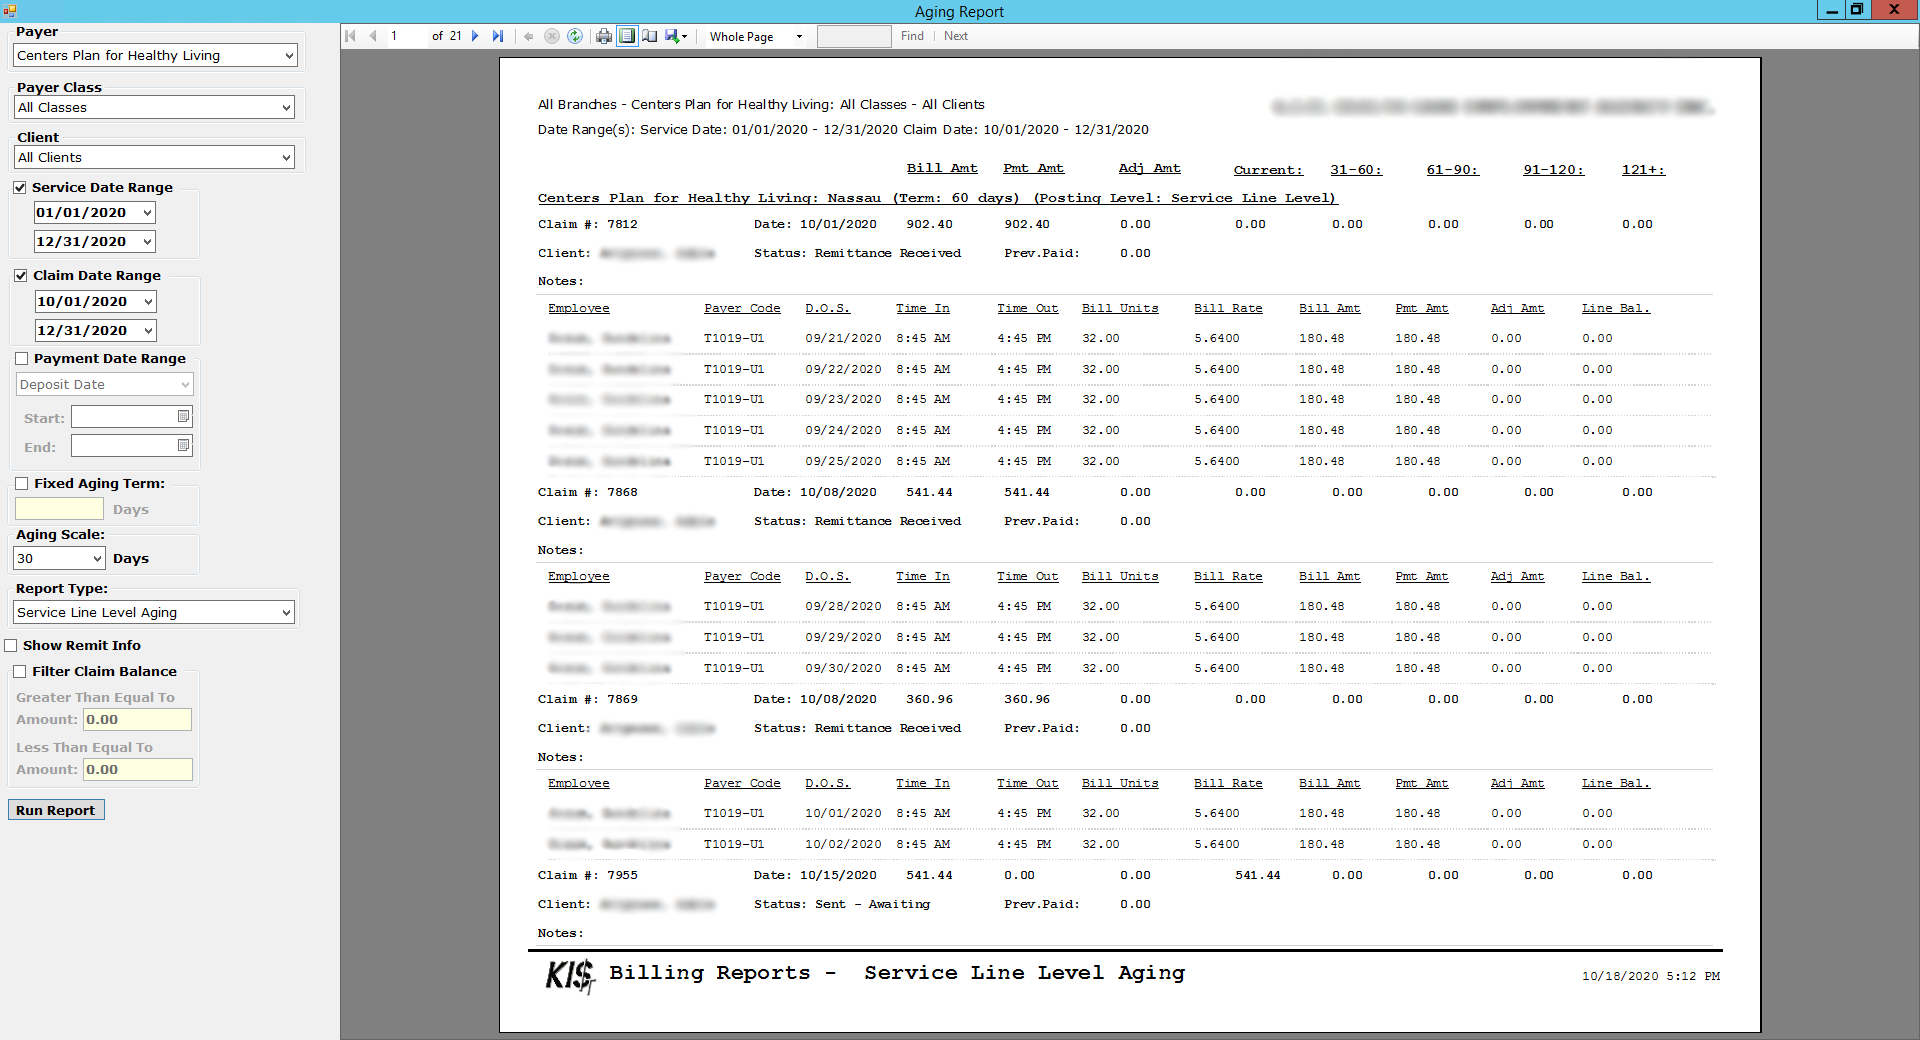 Aging Report
Payer
Centers Plan for Healthy Living
Payer Class
All Classes
Client
All Clients
Service Date Range
01/01/2020
12/31/2020
Claim Date Range
10/01/2020
12/31/2020
Payment Date Range
Deposit Date
Start:
End:
Fixed Aging Term:
Days
Aging Scale:
30 Days
Report Type:
Service Line Level Aging
Show Remit Info
Filter Claim Balance
Greater Than Equal To
Amount: 0.00
Less Than Equal To
Amount: 0.00
Run Report
1 of 21 Whole Page Find Next
All Branches - Centers Plan for Healthy Living: All Classes - All Clients
Date Range(s): Service Date: 01/01/2020 - 12/31/2020 Claim Date: 10/01/2020 - 12/31/2020
Bill Amt Pmt Amt Adj Amt Current: 31-60: 61-90: 91-120: 121+:
Centers Plan for Healthy Living: Nassau (Term: 60 days) (Posting Level: Service Line Level)
Claim #: 7812 Date: 10/01/2020 902.40 902.40 0.00 0.00 0.00 0.00 0.00 0.00
Client: Status: Remittance Received Prev.Paid: 0.00
Notes:
Employee Payer Code D.O.S. Time In Time Out Bill Units Bill Rate Bill Amt Pmt Amt Adj Amt Line Bal.
T1019-U1 09/21/2020 8:45 AM 4:45 PM 32.00 5.6400 180.48 180.48 0.00 0.00
T1019-U1 09/22/2020 8:45 AM 4:45 PM 32.00 5.6400 180.48 180.48 0.00 0.00
T1019-U1 09/23/2020 8:45 AM 4:45 PM 32.00 5.6400 180.48 180.48 0.00 0.00
T1019-U1 09/24/2020 8:45 AM 4:45 PM 32.00 5.6400 180.48 180.48 0.00 0.00
T1019-U1 09/25/2020 8:45 AM 4:45 PM 32.00 5.6400 180.48 180.48 0.00 0.00
Claim #: 7868 Date: 10/08/2020 541.44 541.44 0.00 0.00 0.00 0.00 0.00 0.00
Client: Status: Remittance Received Prev.Paid: 0.00
Notes:
Employee Payer Code D.O.S. Time In Time Out Bill Units Bill Rate Bill Amt Pmt Amt Adj Amt Line Bal.
T1019-U1 09/28/2020 8:45 AM 4:45 PM 32.00 5.6400 180.48 180.48 0.00 0.00
T1019-U1 09/29/2020 8:45 AM 4:45 PM 32.00 5.6400 180.48 180.48 0.00 0.00
T1019-U1 09/30/2020 8:45 AM 4:45 PM 32.00 5.6400 180.48 180.48 0.00 0.00
Claim #: 7869 Date: 10/08/2020 360.96 360.96 0.00 0.00 0.00 0.00 0.00 0.00
Client: Status: Remittance Received Prev.Paid: 0.00
Notes:
Employee Payer Code D.O.S. Time In Time Out Bill Units Bill Rate Bill Amt Pmt Amt Adj Amt Line Bal.
T1019-U1 10/01/2020 8:45 AM 4:45 PM 32.00 5.6400 180.48 180.48 0.00 0.00
T1019-U1 10/02/2020 8:45 AM 4:45 PM 32.00 5.6400 180.48 180.48 0.00 0.00
Claim #: 7955 Date: 10/15/2020 541.44 0.00 0.00 541.44 0.00 0.00 0.00 0.00
Client: Status: Sent - Awaiting Prev.Paid: 0.00
Notes:
KI$ IT Billing Reports - Service Line Level Aging 10/18/2020 5:12 PM